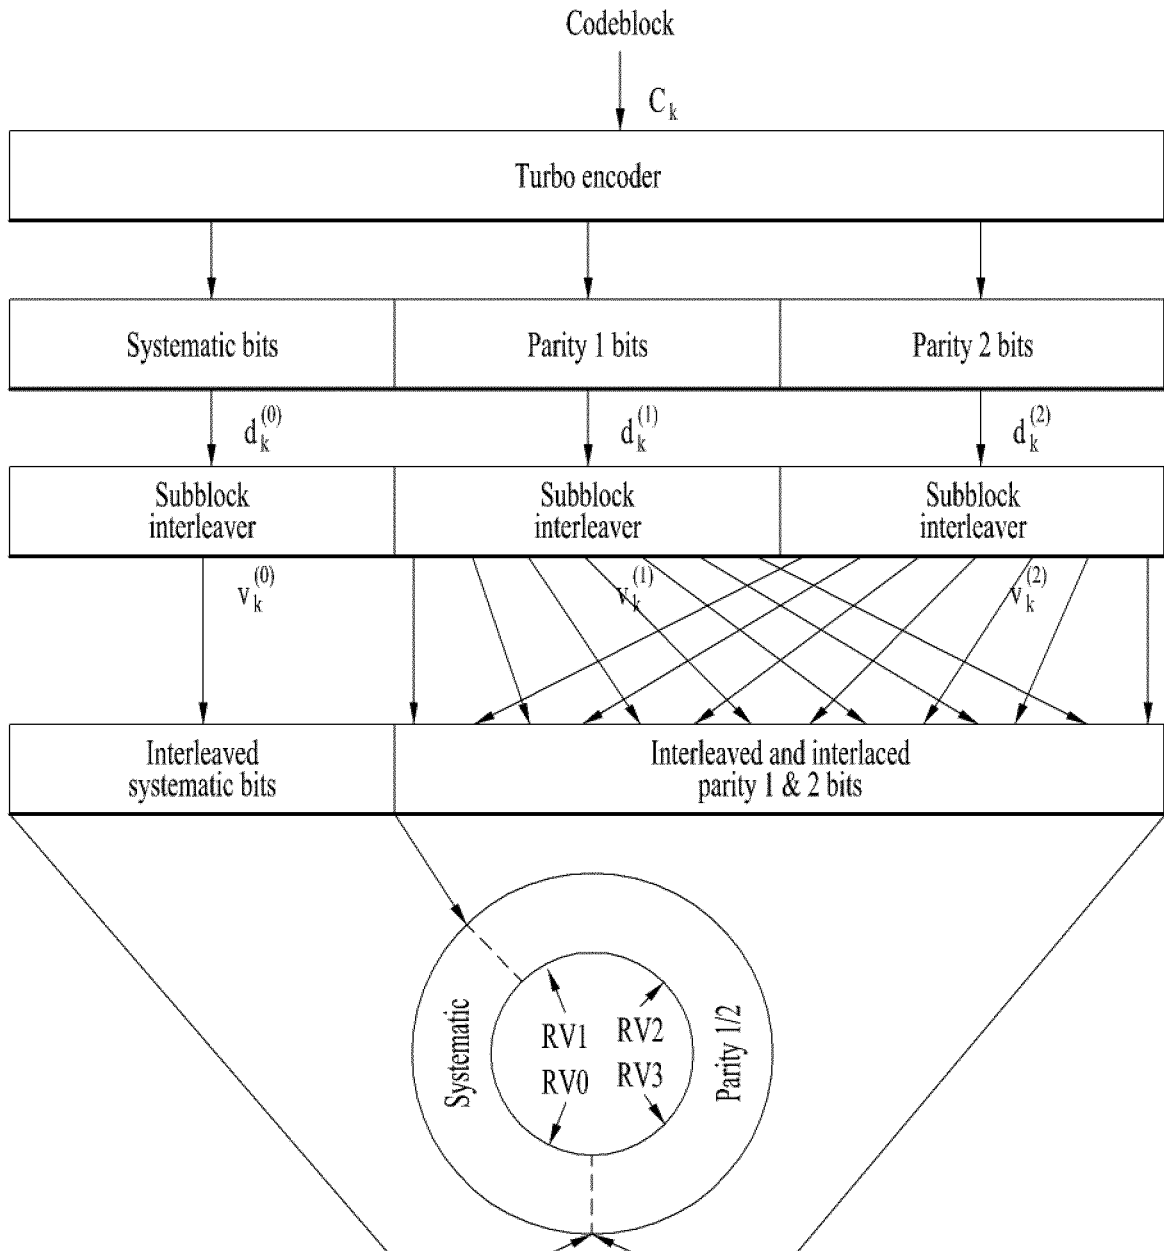 Codeblock
C_k
Turbo encoder
Systematic bits Parity 1 bits Parity 2 bits
d_k^(0) d_k^(1) d_k^(2)
Subblock Subblock Subblock
interleaver interleaver interleaver
v_k^(0) v_k^(1) v_k^(2)
Interleaved Interleaved and interlaced
systematic bits parity 1 & 2 bits
Systematic
RV1 RV2
RV0 RV3
Parity 1/2